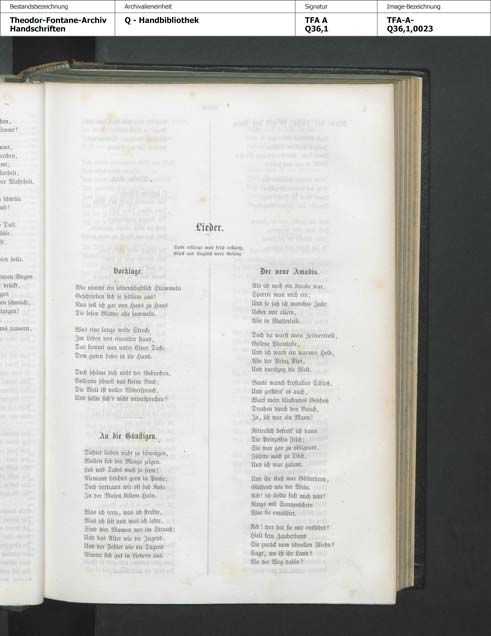 Bestandsbezeichnung
Theodor-Fontane-Archiv
Handschriften
Archivalieneinheit
Q - Handbibliothek
Signatur
TFA A
Q36,1
Image-Bezeichnung
TFA-A-
Q36,1,0023
Lieder.
Spät erklingt was früh erklang,
Glück und Unglück wird Gesang
Vorklage.
Wie nimmt ein leidenschaftlich Stammeln
Geschrieben sich so seltsam aus!
Nun soll ich gar von Haus zu Haus
Die losen Blätter alle sammeln.
Was eine lange weite Strecke
Im Leben von einander stand,
Das kommt nun unter Einer Decke
Dem guten Leser in die Hand.
Doch schäme dich nicht der Gebrechen,
Vollende schnell das kleine Buch;
Die Welt ist voller Widerspruch,
Und sollte sich's nicht widersprechen?
An die Günstigen.
Dichter lieben nicht zu schweigen,
Wollen sich der Menge zeigen.
Lob und Tadel muß ja seyn!
Niemand beichtet gern in Prosa;
Doch vertraun wir oft sub Rosa
In der Musen stillem Hain.
Was ich irrte, was ich strebte,
Was ich litt und was ich lebte,
Sind hier Blumen nur im Strauß;
Und das Alter wie die Jugend,
Und der Fehler wie die Tugend
Nimmt sich gut in Liedern aus.
Der neue Amadis.
Als ich noch ein Knabe war,
Sperrte man mich ein;
Und so saß ich manches Jahr
Ueber mir allein,
Wie in Mutterleib.
Doch du warst mein Zeitvertreib,
Goldne Phantasie,
Und ich ward ein warmer Held,
Wie der Prinz Pipi,
Und durchzog die Welt.
Baute manch krystallen Schloß,
Und zerstört' es auch,
Warf mein blinkendes Geschoß
Drachen durch den Bauch,
Ja, ich war ein Mann!
Ritterlich befreit' ich dann
Die Prinzessin Fisch;
Sie war gar zu obligeant,
Führte mich zu Tisch,
Und ich war galant.
Und ihr Kuß war Götterbrot,
Glühend wie der Wein.
Ach! ich liebte fast mich todt!
Rings mit Sonnenschein
War sie emaillirt.
Ach! wer hat sie mir entführt?
Hielt kein Zauberband
Sie zurück vom schnellen Fliehn?
Sagt, wo ist ihr Land?
Wo der Weg dahin?